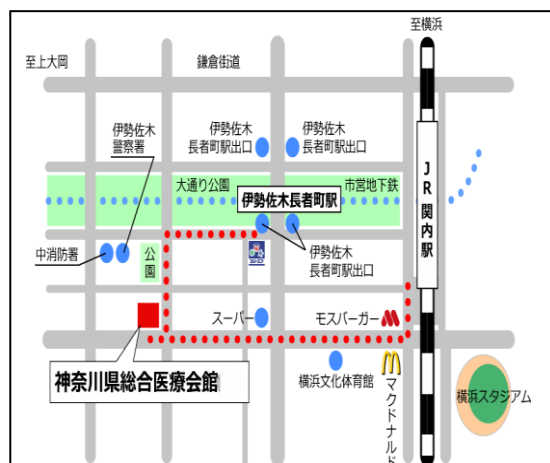 至横浜
至上大岡
鎌倉街道
伊勢佐木
警察署
伊勢佐木
長者町駅出口
伊勢佐木
長者町駅出口
JR関内駅
大通り公園
市営地下鉄
伊勢佐木長者町駅
中消防署
公園
伊勢佐木
長者町駅出口
スーパー
モスバーガー
神奈川県総合医療会館
横浜文化体育館
マクドナルド
横浜スタジアム